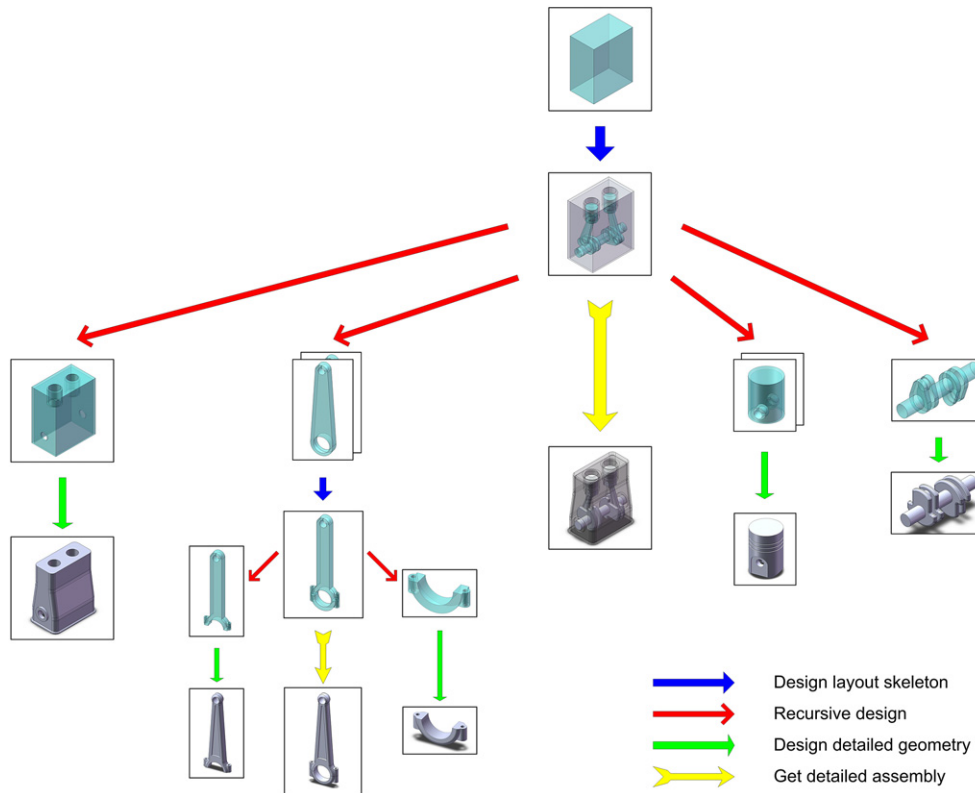 Design layout skeleton
Recursive design
Design detailed geometry
Get detailed assembly